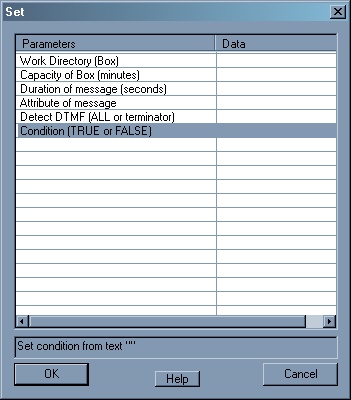 Set
Parameters Data
Work Directory (Box)
Capacity of Box (minutes)
Duration of message (seconds)
Attribute of message
Detect DTMF (ALL or terminator)
Condition (TRUE or FALSE)
Set condition from text ""
OK Help Cancel